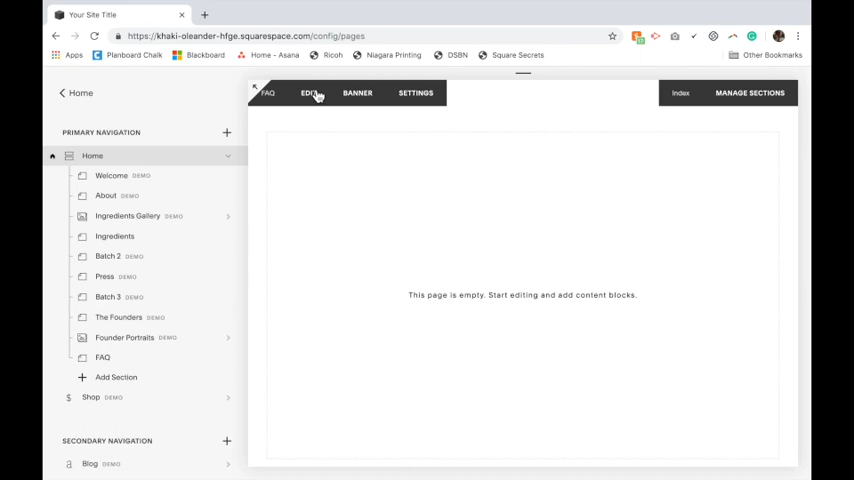 Your Site Title
https://khaki-oleander-hfge.squarespace.com/config/pages
Apps Planboard Chalk Blackboard Home - Asana Ricoh Niagara Printing DSBN Square Secrets Other Bookmarks
Home
FAQ EDIT BANNER SETTINGS Index MANAGE SECTIONS
PRIMARY NAVIGATION
Home
Welcome DEMO
About DEMO
Ingredients Gallery DEMO
Ingredients
Batch 2 DEMO
Press DEMO
Batch 3 DEMO
The Founders DEMO
Founder Portraits DEMO
FAQ
Add Section
Shop DEMO
SECONDARY NAVIGATION
Blog DEMO
This page is empty. Start editing and add content blocks.